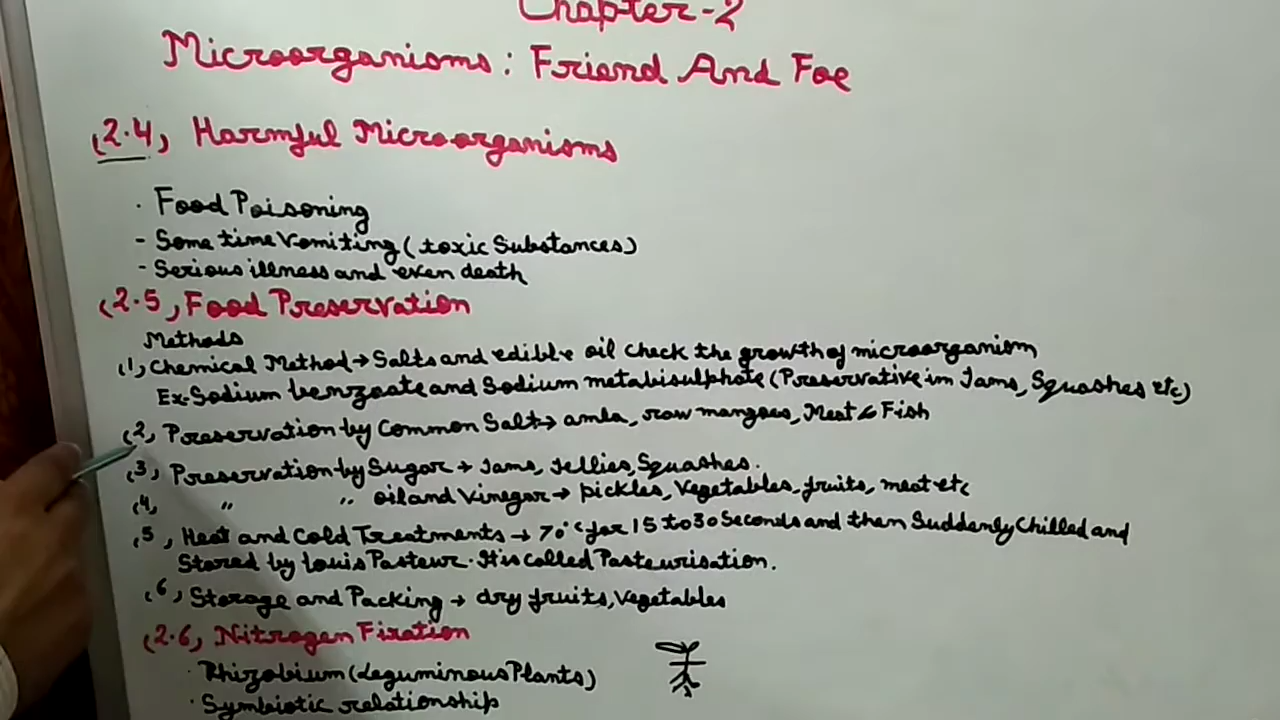 Chapter-2
Microorganisms: Friend And Foe
(2.4) Harmful Microorganisms
· Food Poisoning
- Some time Vomiting (toxic Substances)
- Serious illness and even death
(2.5) Food Preservation
Methods
(1) Chemical Method → Salts and edible oil check the growth of microorganism
Ex- Sodium benzoate and Sodium metabisulphate (Preservative in Jams, Squashes etc)
(2) Preservation by Common Salt → amla, raw mangoes, Meat & Fish
(3) Preservation by Sugar → Jams, Jellies, Squashes.
(4) " " oil and Vinegar → pickles, Vegetables, fruits, meat etc
(5) Heat and Cold Treatments → 70°C for 15 to 30 Seconds and then Suddenly Chilled and
Stored by Louis Pasteur. It is called Pasteurisation.
(6) Storage and Packing → dry fruits, Vegetables
(2.6) Nitrogen Fixation
· Rhizobium (Leguminous Plants)
· Symbiotic relationship